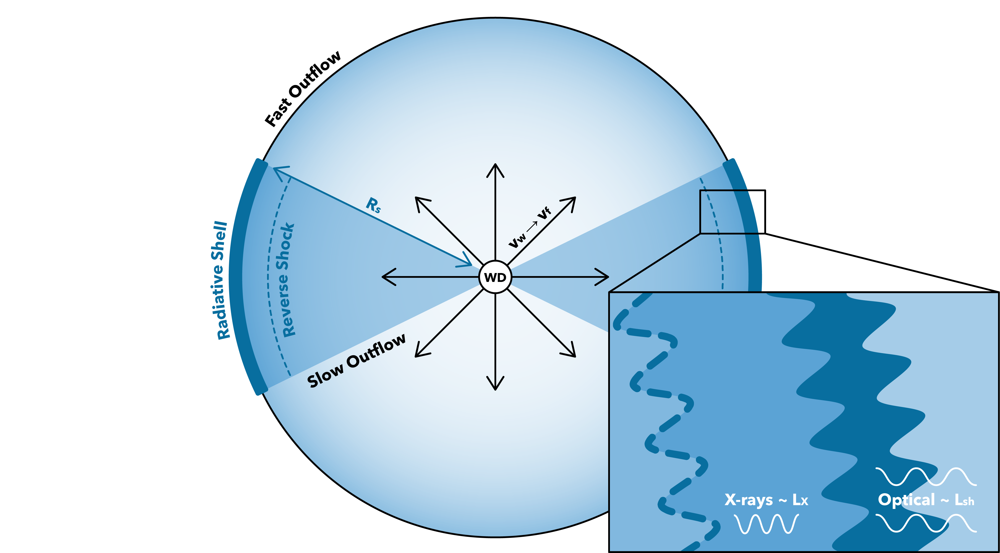 Fast Outflow
Radiative Shell
Reverse Shock
Rs
vw → vf
WD
Slow Outflow
X-rays ~ LX
Optical ~ Lsh